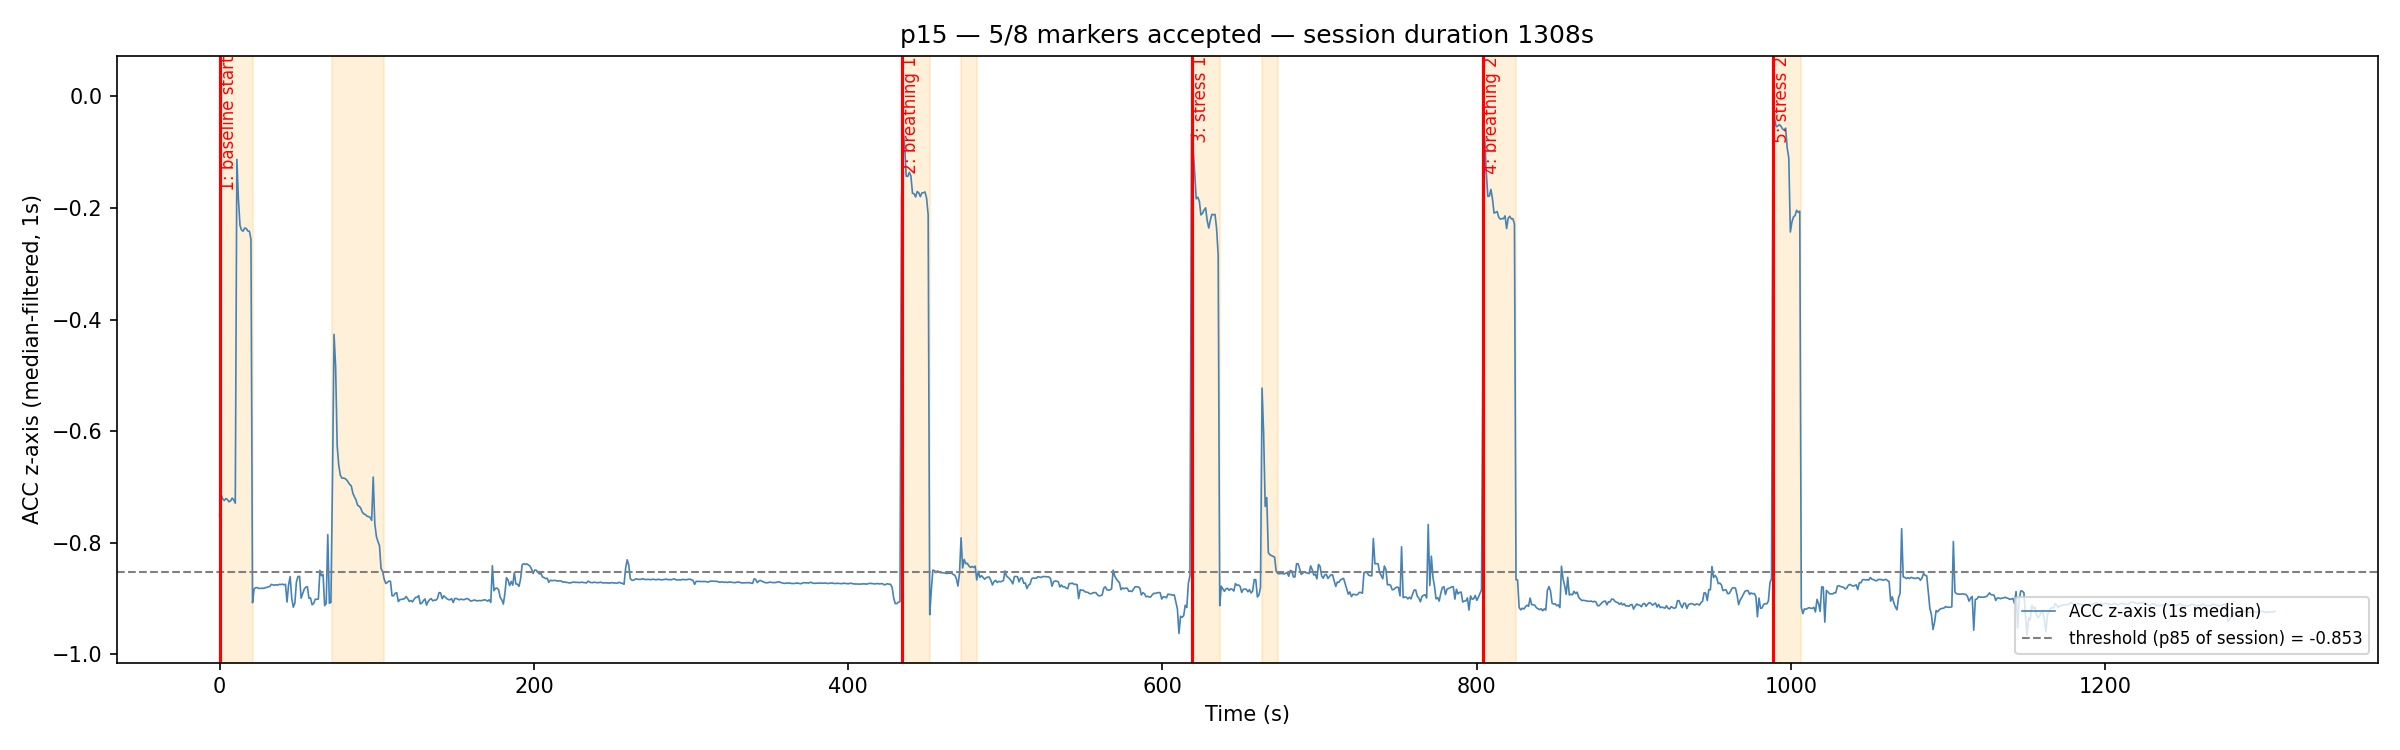 p15 — 5/8 markers accepted — session duration 1308s
ACC z-axis (median-filtered, 1s)
0.0
−0.2
−0.4
−0.6
−0.8
−1.0
1: baseline start
2: breathing 1
3: stress 1
4: breathing 2
5: stress 2
ACC z-axis (1s median)
threshold (p85 of session) = -0.853
0 200 400 600 800 1000 1200
Time (s)